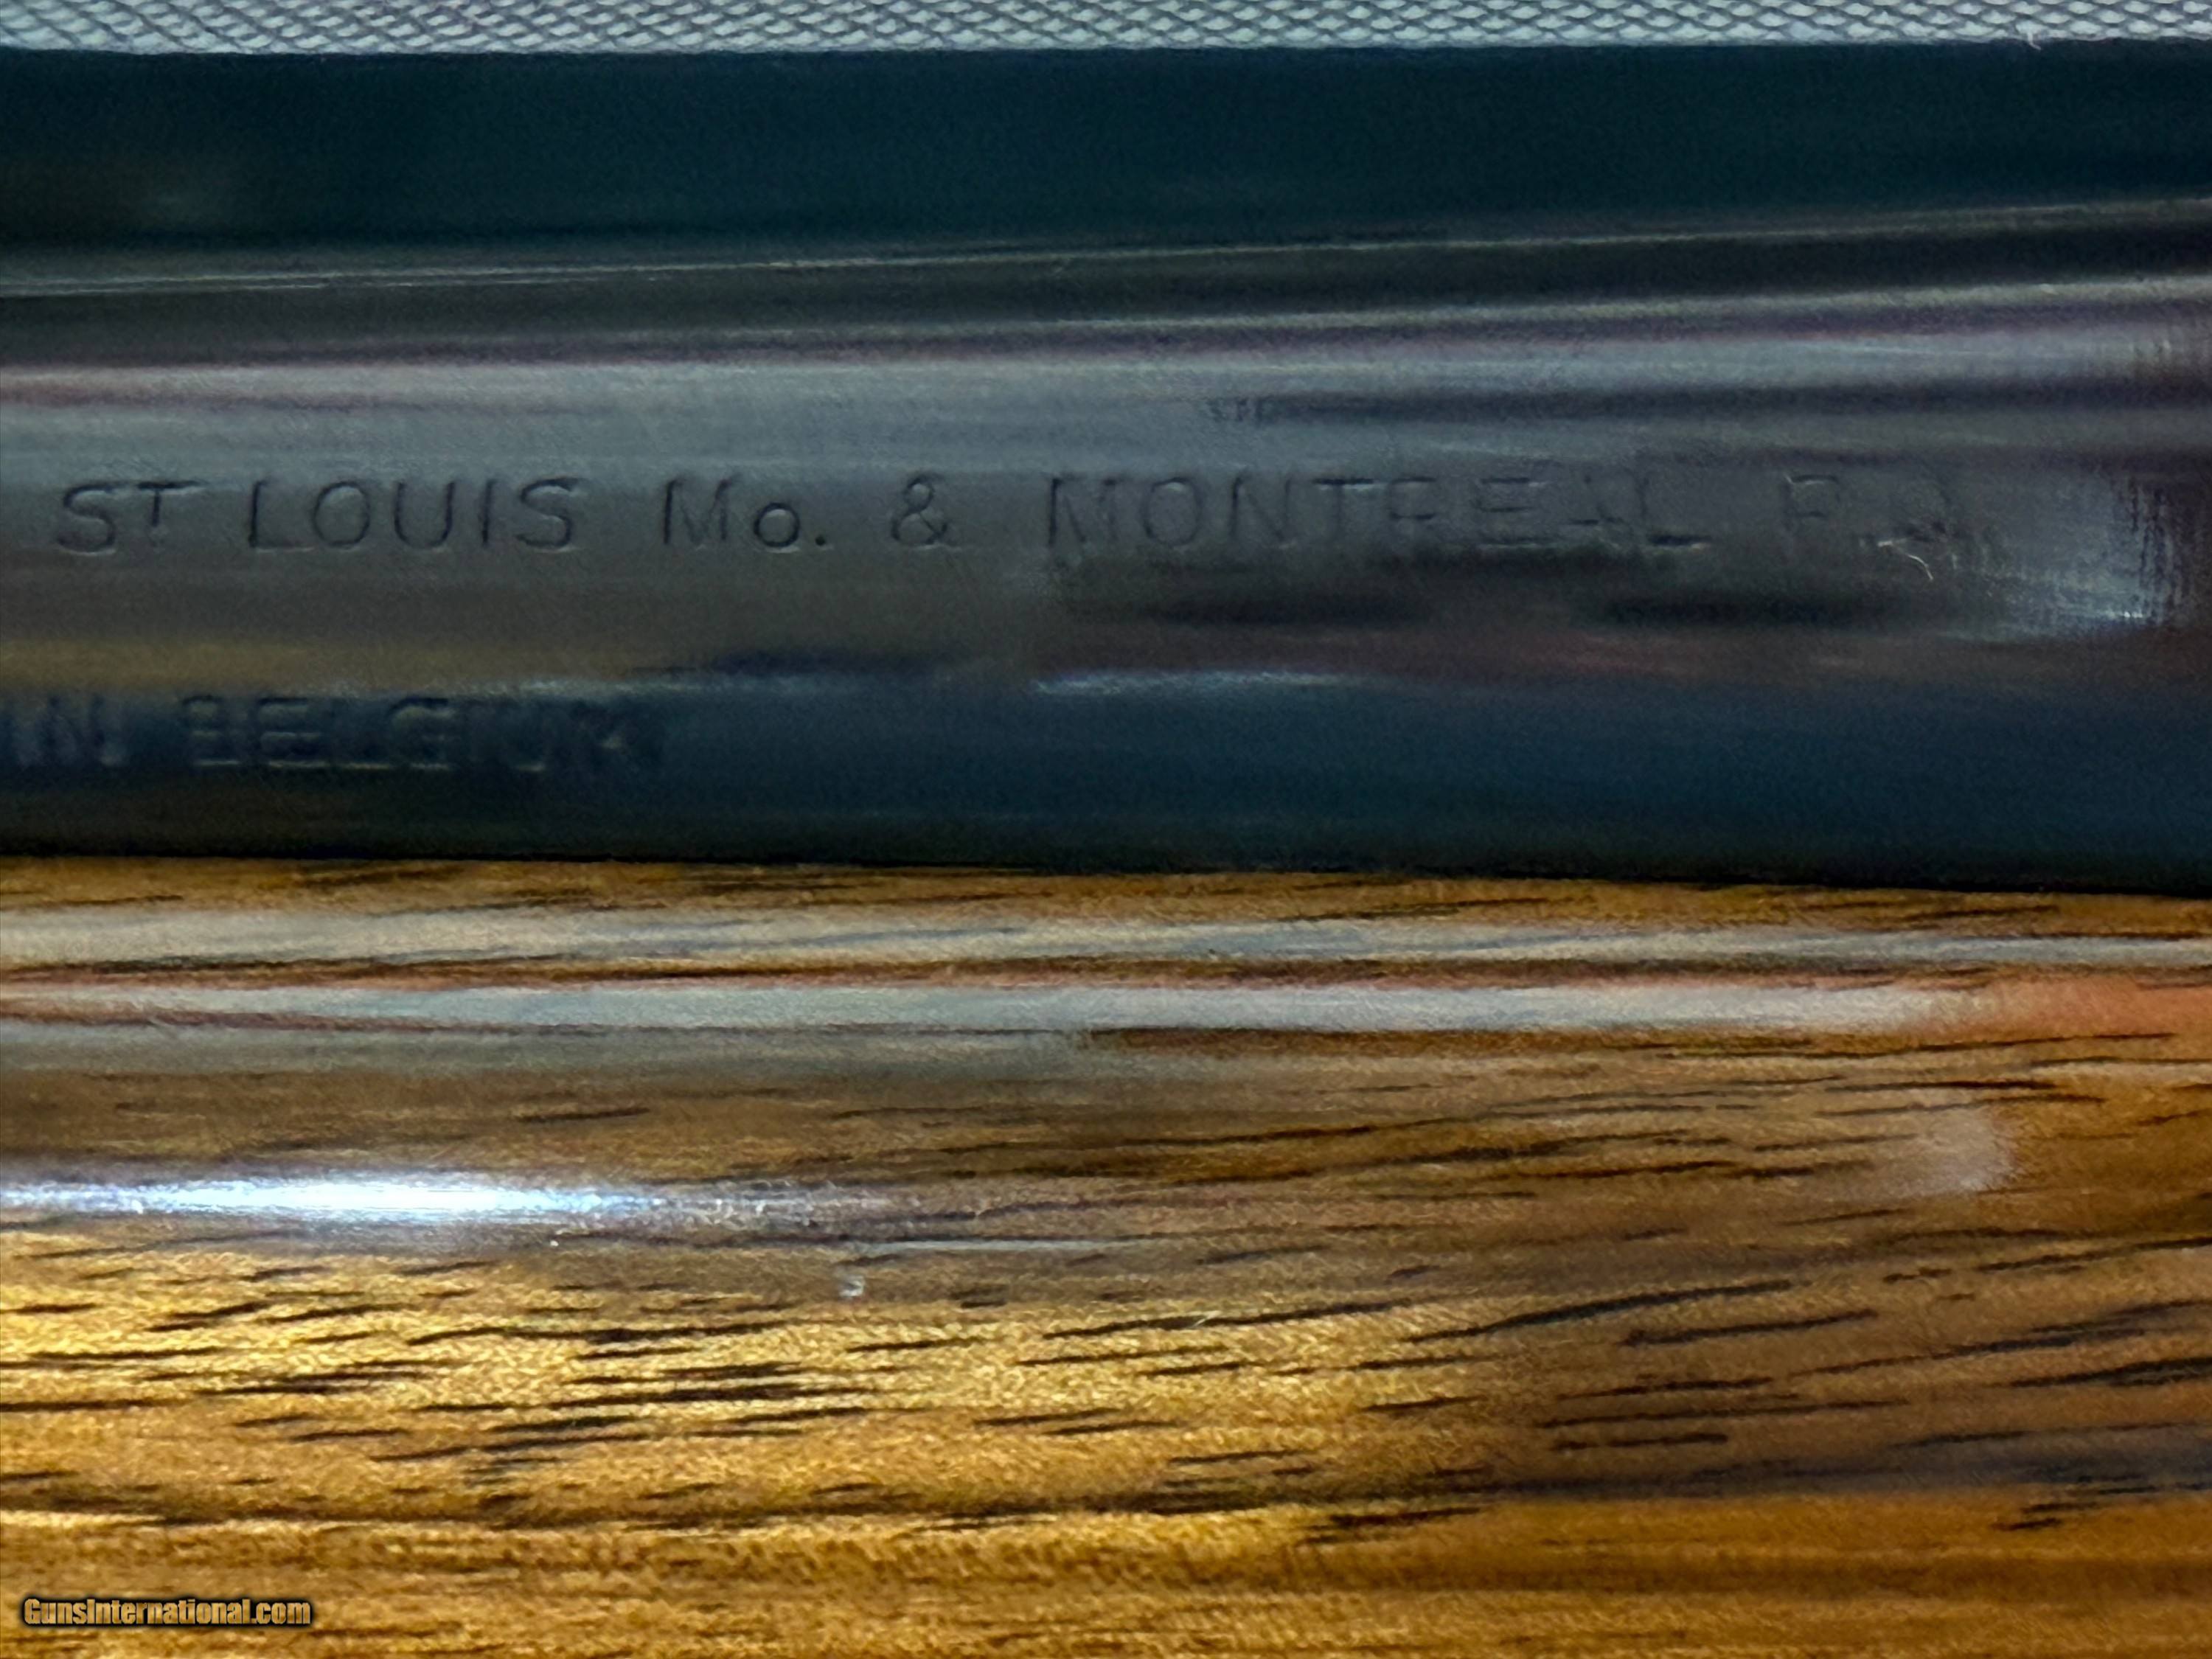 ST LOUIS Mo. & MONTREAL P.Q
IN BELGIUM
GunsInternational.com